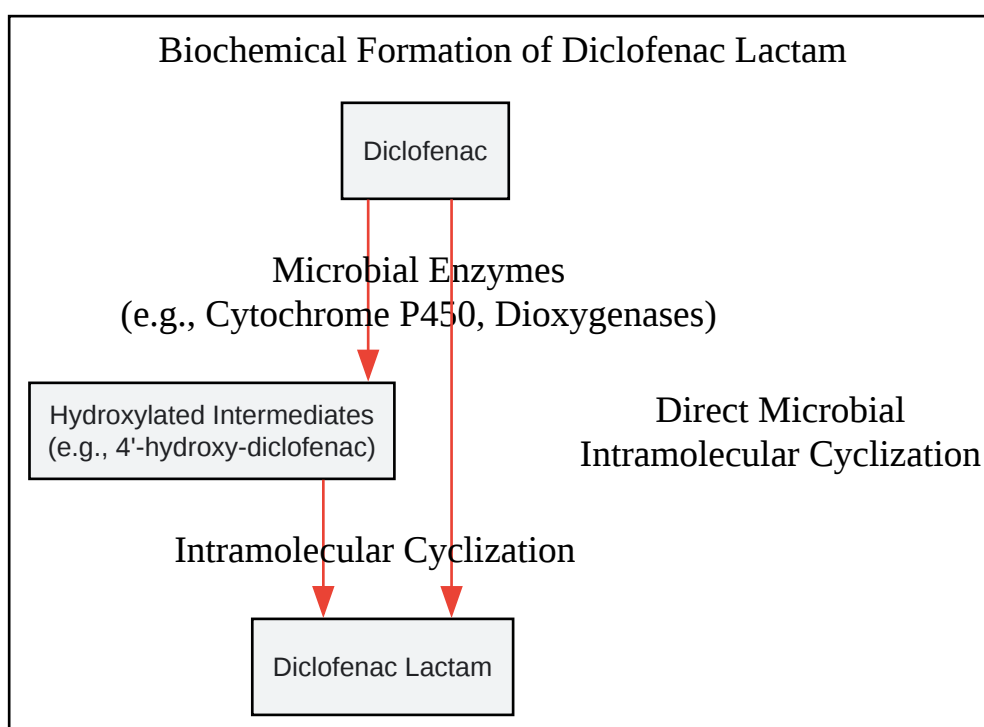 Biochemical Formation of Diclofenac Lactam
Diclofenac
Microbial Enzymes
(e.g., Cytochrome P450, Dioxygenases)
Hydroxylated Intermediates
(e.g., 4'-hydroxy-diclofenac)
Direct Microbial
Intramolecular Cyclization
Intramolecular Cyclization
Diclofenac Lactam